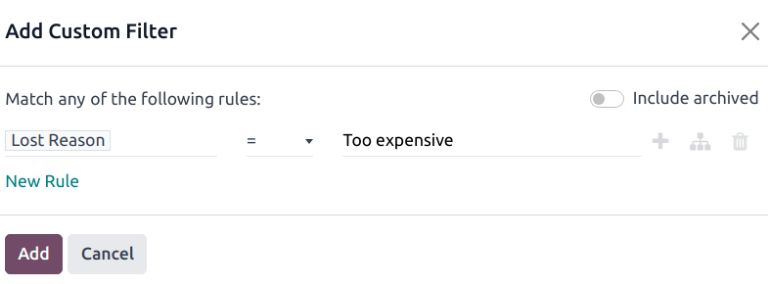 Add Custom Filter
Match any of the following rules: Include archived
Lost Reason = Too expensive
New Rule
Add Cancel